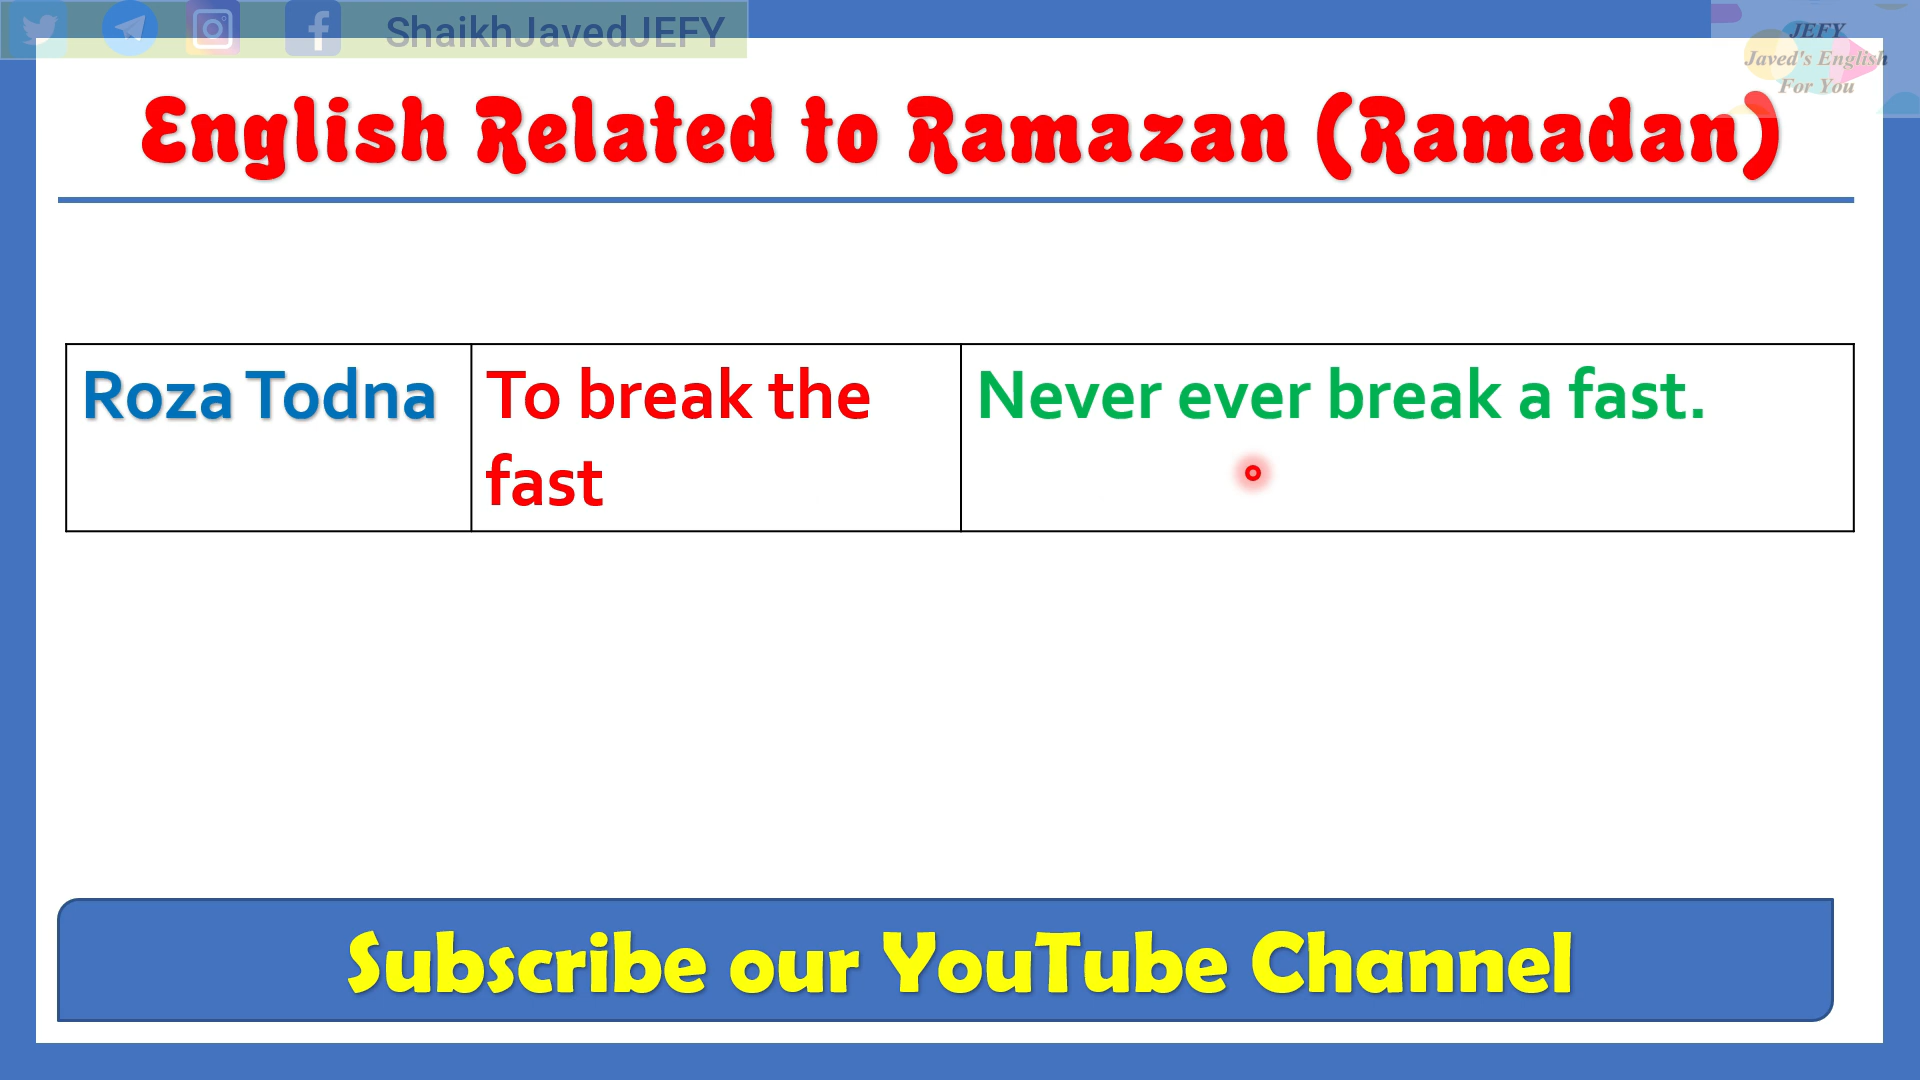 ShaikhJavedJEFY
JEFY
Javed's English
For You
English Related to Ramazan (Ramadan)
Roza Todna
To break the
fast
Never ever break a fast.
Subscribe our YouTube Channel